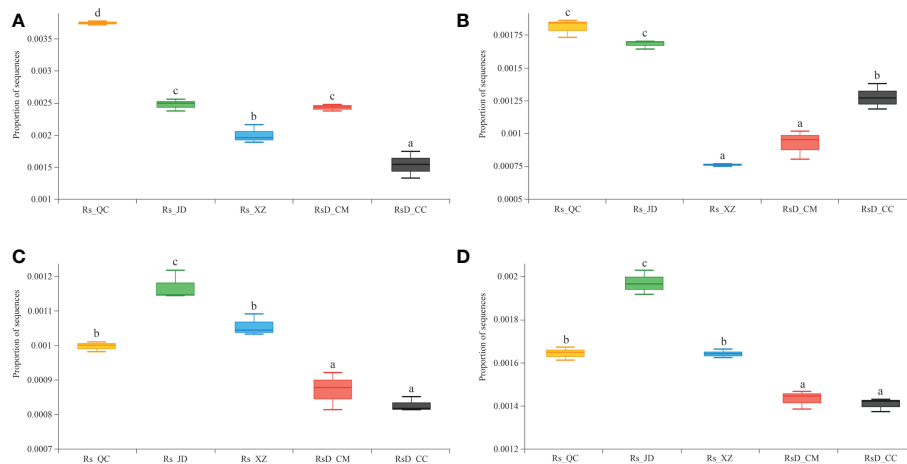 A
Proportion of sequences
0.0035
0.003
0.0025
0.002
0.0015
0.001
d
c
b
c
a
Rs_QC Rs_JD Rs_XZ RsD_CM RsD_CC
B
Proportion of sequences
0.00175
0.0015
0.00125
0.001
0.00075
0.0005
c
c
a
a
b
Rs_QC Rs_JD Rs_XZ RsD_CM RsD_CC
C
Proportion of sequences
0.0012
0.0011
0.001
0.0009
0.0008
0.0007
b
c
b
a
a
Rs_QC Rs_JD Rs_XZ RsD_CM RsD_CC
D
Proportion of sequences
0.002
0.0018
0.0016
0.0014
0.0012
b
c
b
a
a
Rs_QC Rs_JD Rs_XZ RsD_CM RsD_CC